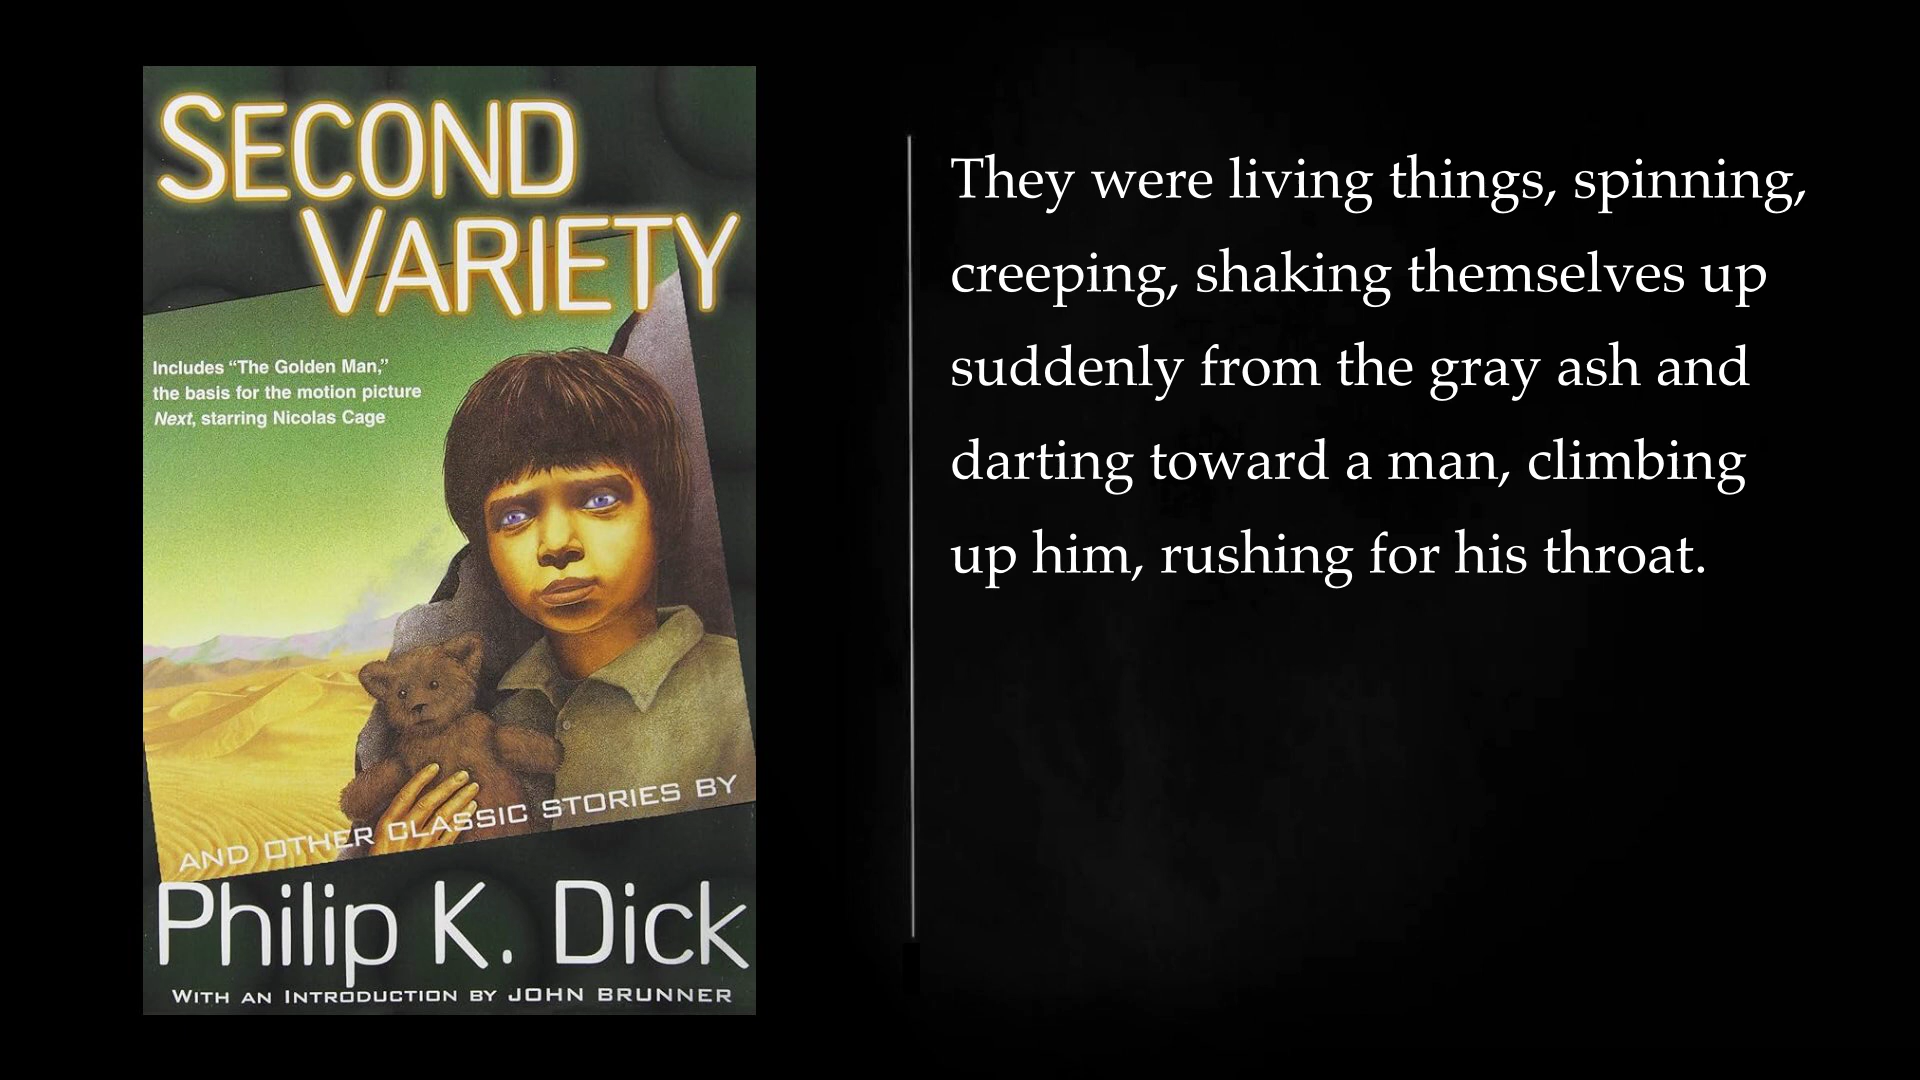 SECOND
VARIETY
Includes “The Golden Man,”
the basis for the motion picture
Next, starring Nicolas Cage
AND OTHER CLASSIC STORIES BY
Philip K. Dick
WITH AN INTRODUCTION BY JOHN BRUNNER
They were living things, spinning,
creeping, shaking themselves up
suddenly from the gray ash and
darting toward a man, climbing
up him, rushing for his throat.